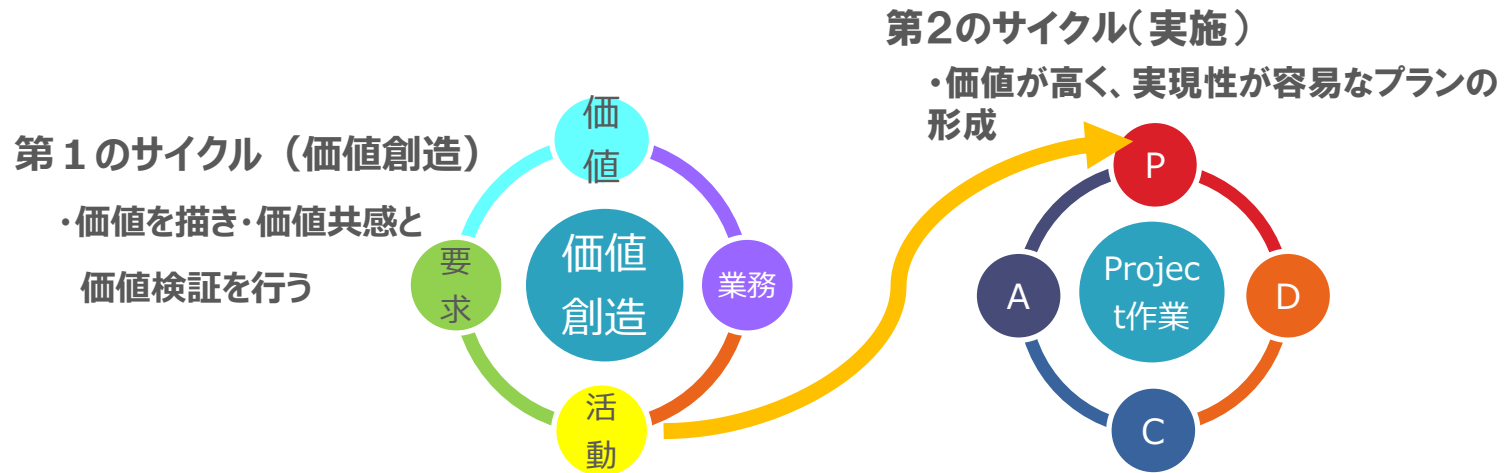 第１のサイクル（価値創造）
・価値を描き・価値共感と
価値検証を行う
価
値
要
求
価値
創造
業務
活
動
第2のサイクル（実施）
・価値が高く、実現性が容易なプランの
形成
P
A
Projec
t作業
D
C